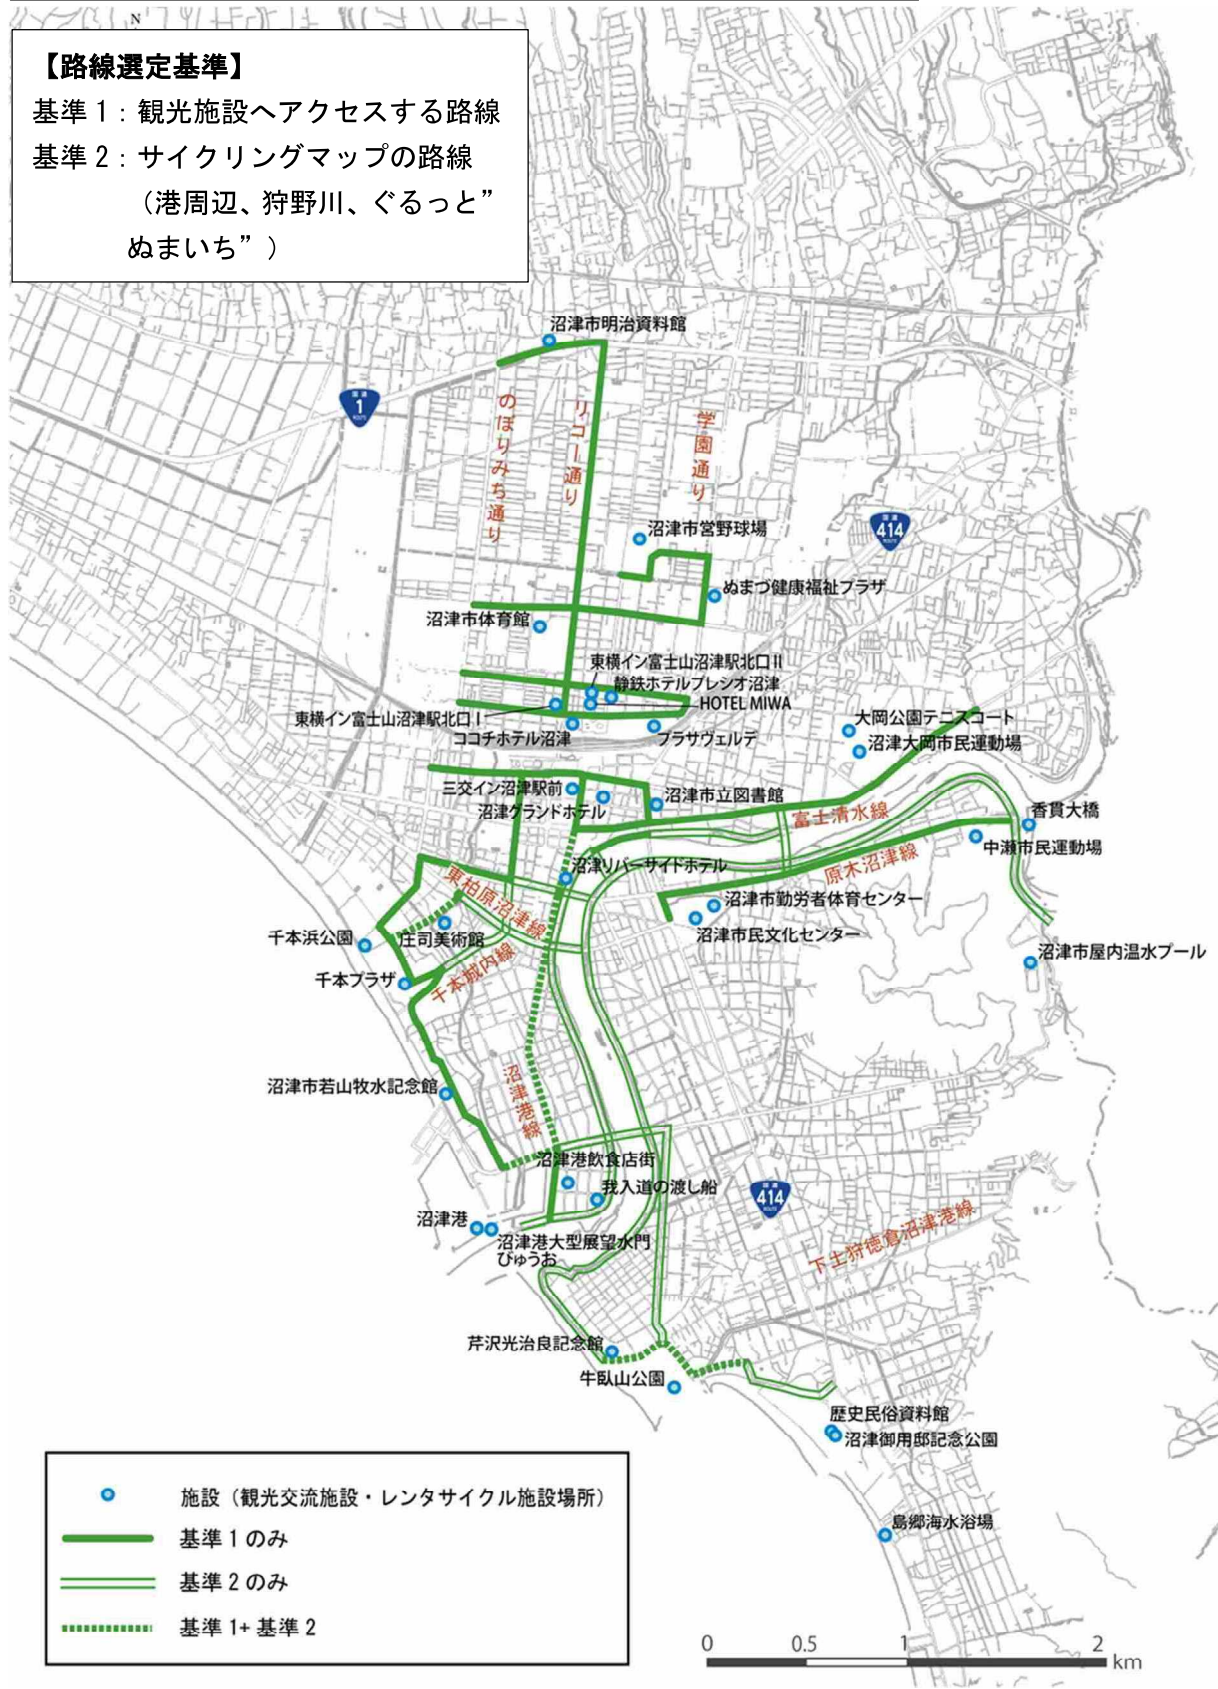 N
【路線選定基準】
基準1:観光施設へアクセスする路線
基準2:サイクリングマップの路線
(港周辺、狩野川、ぐるっと”
ぬまいち”)
沼津市明治資料館
国道
1
ROUTE
のぼりみち通り
リコー通り
学園通り
沼津市営野球場
国道
414
ROUTE
ぬまづ健康福祉プラザ
沼津市体育館
東横イン富士山沼津駅北口Ⅱ
静鉄ホテルプレシオ沼津
HOTEL MIWA
東横イン富士山沼津駅北口Ⅰ
ココチホテル沼津
プラサヴェルデ
大岡公園テニスコート
沼津大岡市民運動場
三交イン沼津駅前
沼津グランドホテル
沼津市立図書館
富士清水線
香貫大橋
中瀬市民運動場
沼津リバーサイドホテル
原木沼津線
東柏原沼津線
沼津市勤労者体育センター
沼津市民文化センター
千本浜公園
庄司美術館
千本プラザ
千本城内線
沼津市屋内温水プール
沼津市若山牧水記念館
沼津港線
沼津港飲食店街
我入道の渡し船
国道
414
ROUTE
沼津港
沼津港大型展望水門
びゅうお
下土狩徳倉沼津港線
芹沢光治良記念館
牛臥山公園
歴史民俗資料館
沼津御用邸記念公園
島郷海水浴場
施設(観光交流施設・レンタサイクル施設場所)
基準1のみ
基準2のみ
基準1+基準2
0 0.5 1 2
km